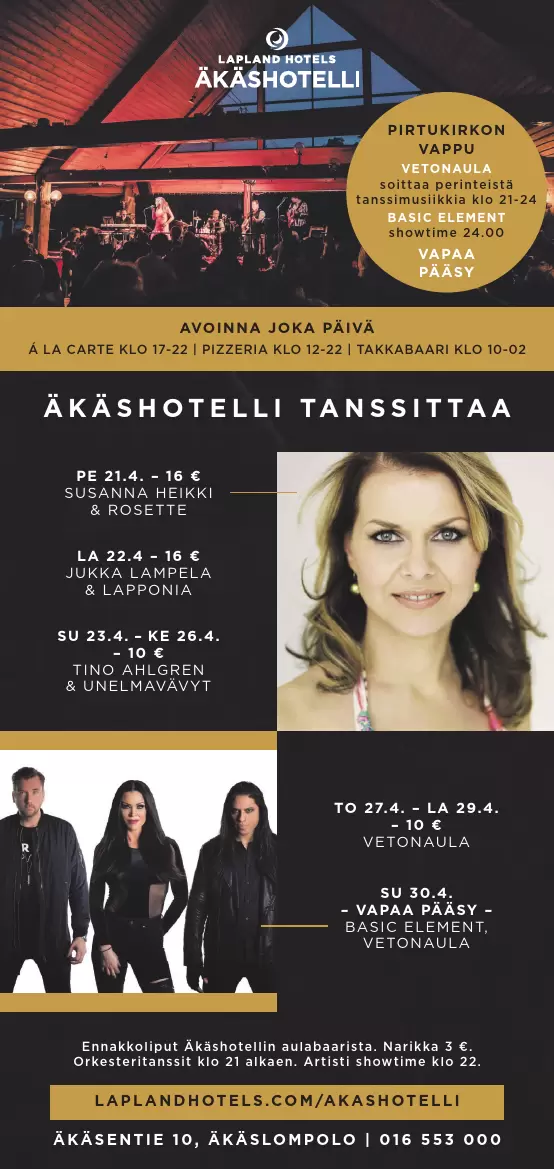 LAPLAND HOTELS
ÄKÄSHOTELLI
PIRTUKIRKON
VAPPU
VETONAULA
soittaa perinteistä
tanssimusiikkia klo 21-24
BASIC ELEMENT
showtime 24.00
VAPAA
PÄÄSY
AVOINNA JOKA PÄIVÄ
Á LA CARTE KLO 17-22 | PIZZERIA KLO 12-22 | TAKKABAARI KLO 10-02
ÄKÄSHOTELLI TANSSITTAA
PE 21.4. – 16 €
SUSANNA HEIKKI
& ROSETTE
LA 22.4 – 16 €
JUKKA LAMPELA
& LAPPONIA
SU 23.4. – KE 26.4.
– 10 €
TINO AHLGREN
& UNELMAVÄVYT
TO 27.4. – LA 29.4.
– 10 €
VETONAULA
SU 30.4.
– VAPAA PÄÄSY –
BASIC ELEMENT,
VETONAULA
Ennakkoliput Äkäshotellin aulabaarista. Narikka 3 €.
Orkesteritanssit klo 21 alkaen. Artisti showtime klo 22.
LAPLANDHOTELS.COM/AKASHOTELLI
ÄKÄSENTIE 10, ÄKÄSLOMPOLO | 016 553 000